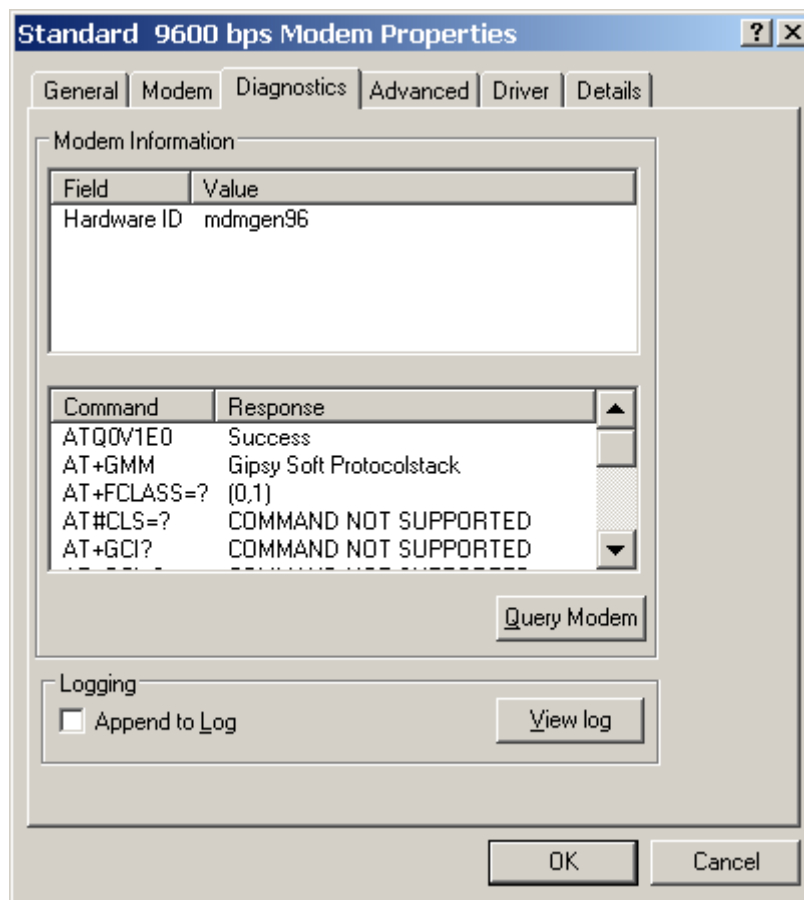 Standard 9600 bps Modem Properties
General Modem Diagnostics Advanced Driver Details
Modem Information
Field Value
Hardware ID mdmgen96
Command Response
ATQ0V1E0 Success
AT+GMM Gipsy Soft Protocolstack
AT+FCLASS=? (0,1)
AT#CLS=? COMMAND NOT SUPPORTED
AT+GCI? COMMAND NOT SUPPORTED
Query Modem
Logging
Append to Log View log
OK Cancel